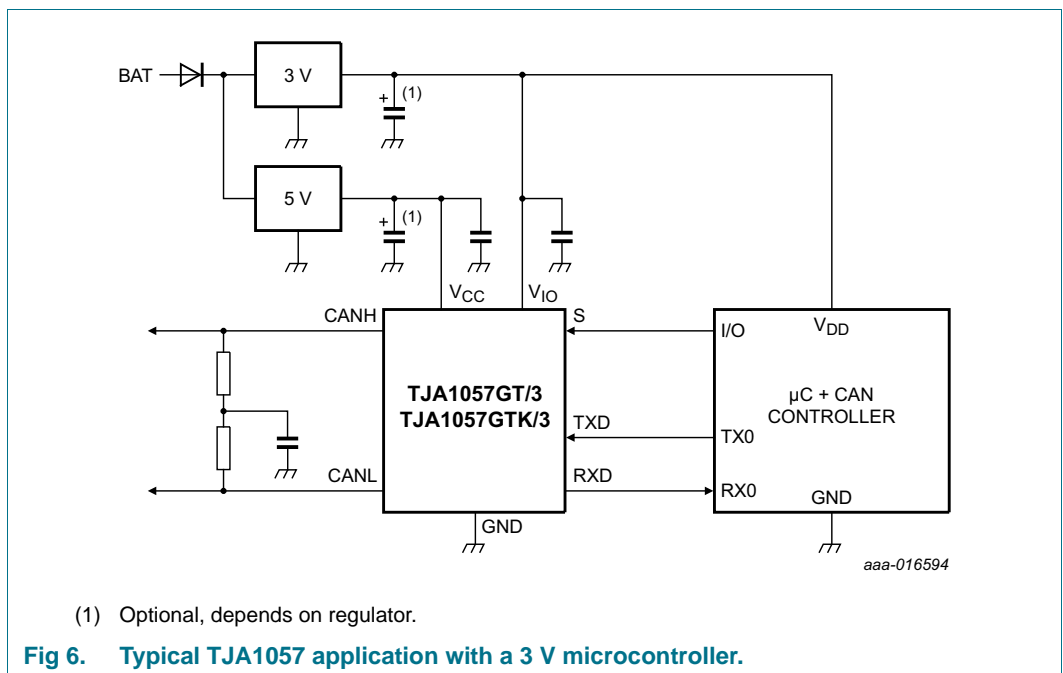 BAT
3 V
+
(1)
5 V
+
(1)
VCC
VIO
CANH
S
I/O
VDD
TJA1057GT/3
TJA1057GTK/3
µC + CAN
CONTROLLER
TXD
TX0
CANL
RXD
RX0
GND
GND
aaa-016594
(1) Optional, depends on regulator.
Fig 6. Typical TJA1057 application with a 3 V microcontroller.